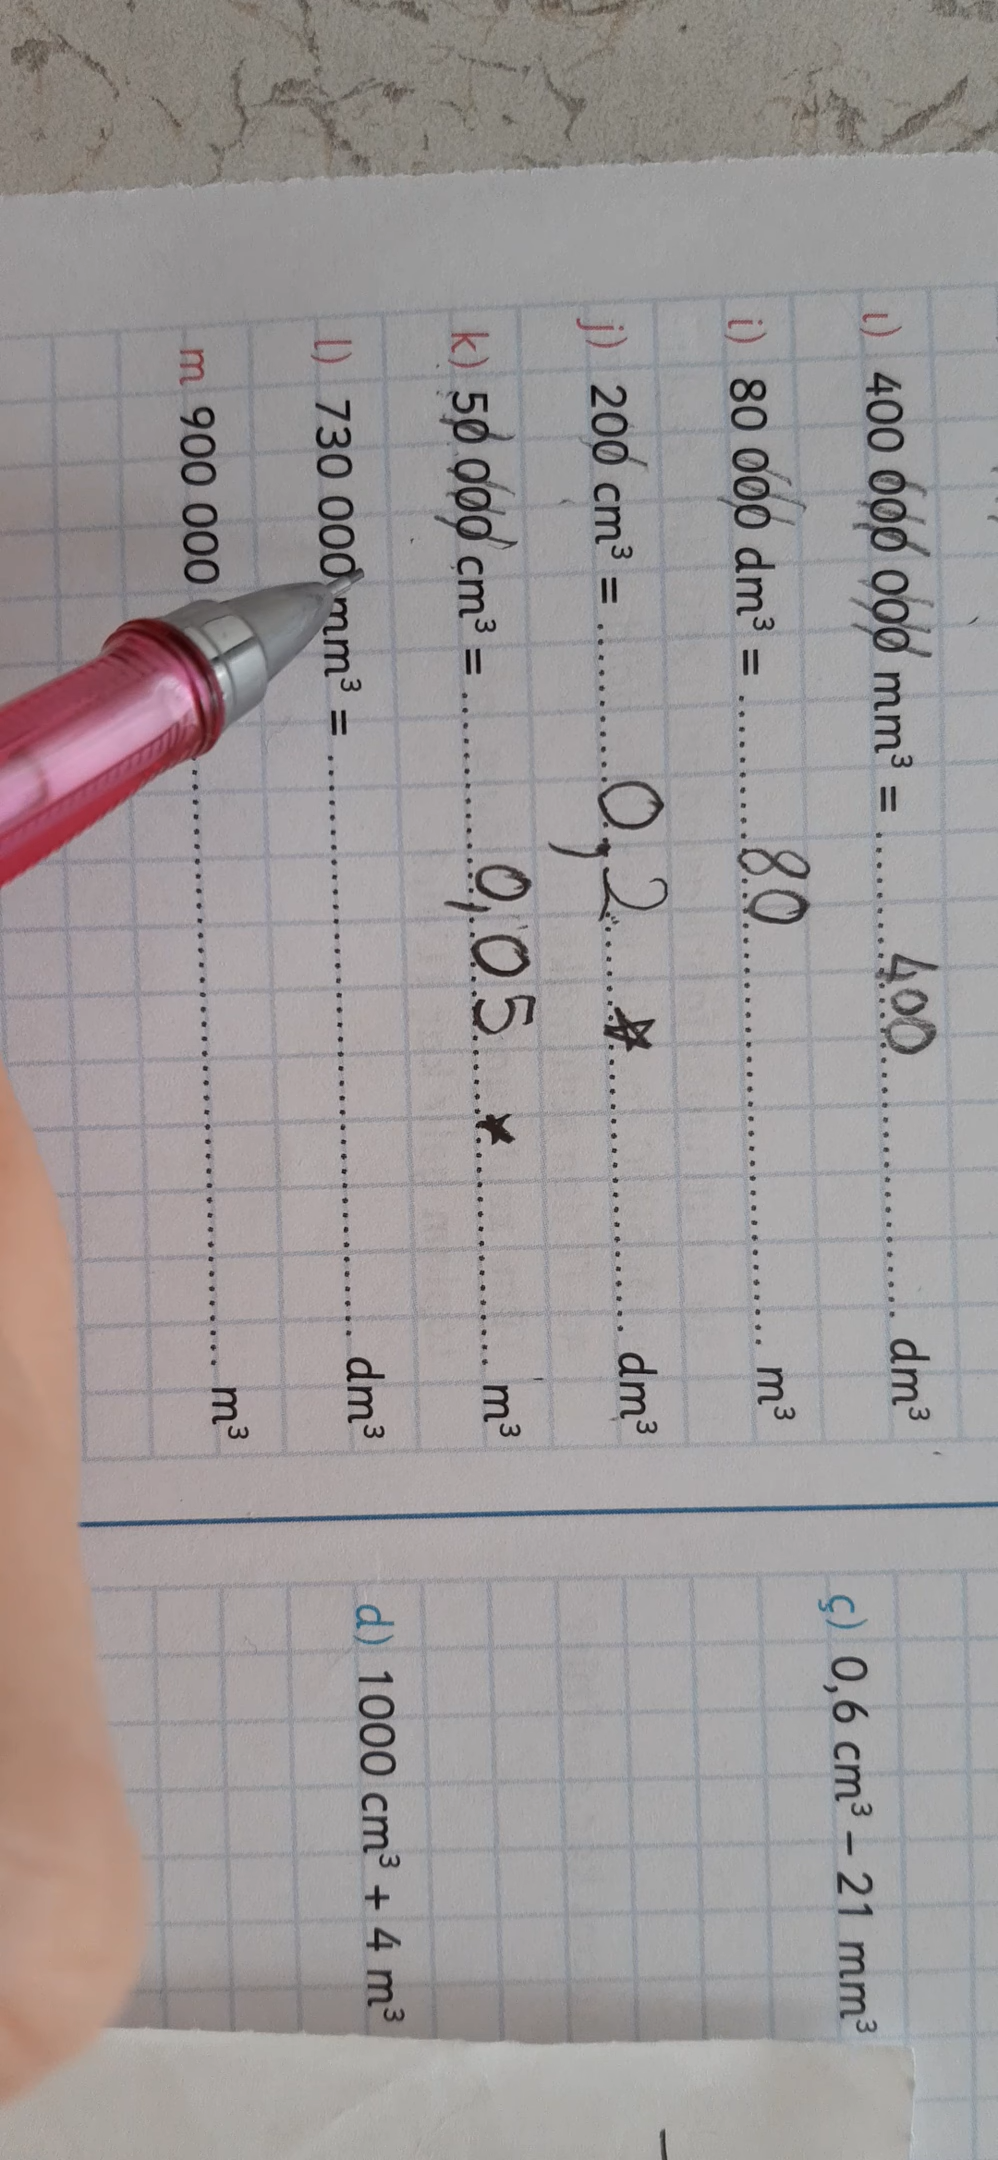 ı) 400 000 000 mm³ = ..........400.......... dm³
i) 80 000 dm³ = ..........80.......... m³
j) 200 cm³ = ..........0,2.......... dm³
k) 50 000 cm³ = ..........0,05.......... m³
l) 730 000 mm³ = .............................. dm³
m 900 000 .............................. m³
ç) 0,6 cm³ – 21 mm³
d) 1000 cm³ + 4 m³